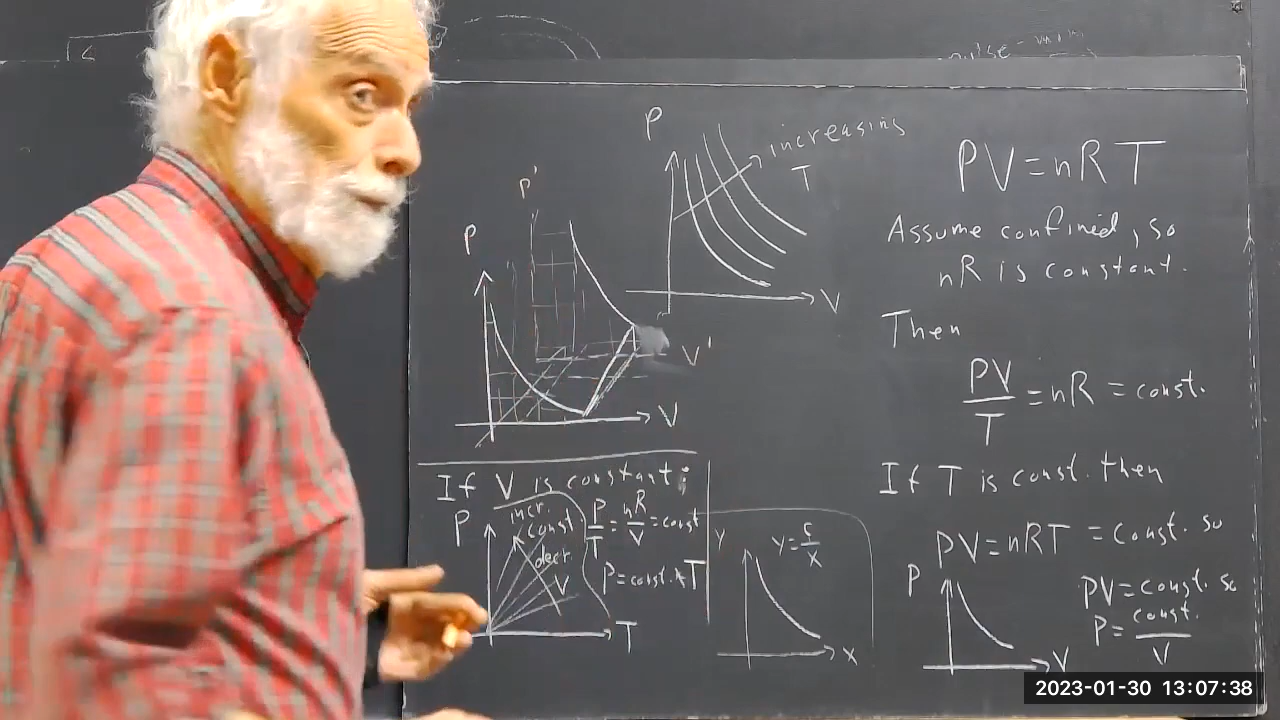 P
increasing
T
V
P'
P
V'
V
PV=nRT
Assume confined, so
nR is constant.
Then
PV/T = nR = const.
If T is const. then
PV=nRT = const. so
PV=const. so
P = const./V
P
V
If V is constant;
P
incr.
const
decr.
V
T
P/T = nR/V = const
P=const.*T
Y
Y=c/x
X
2023-01-30 13:07:38